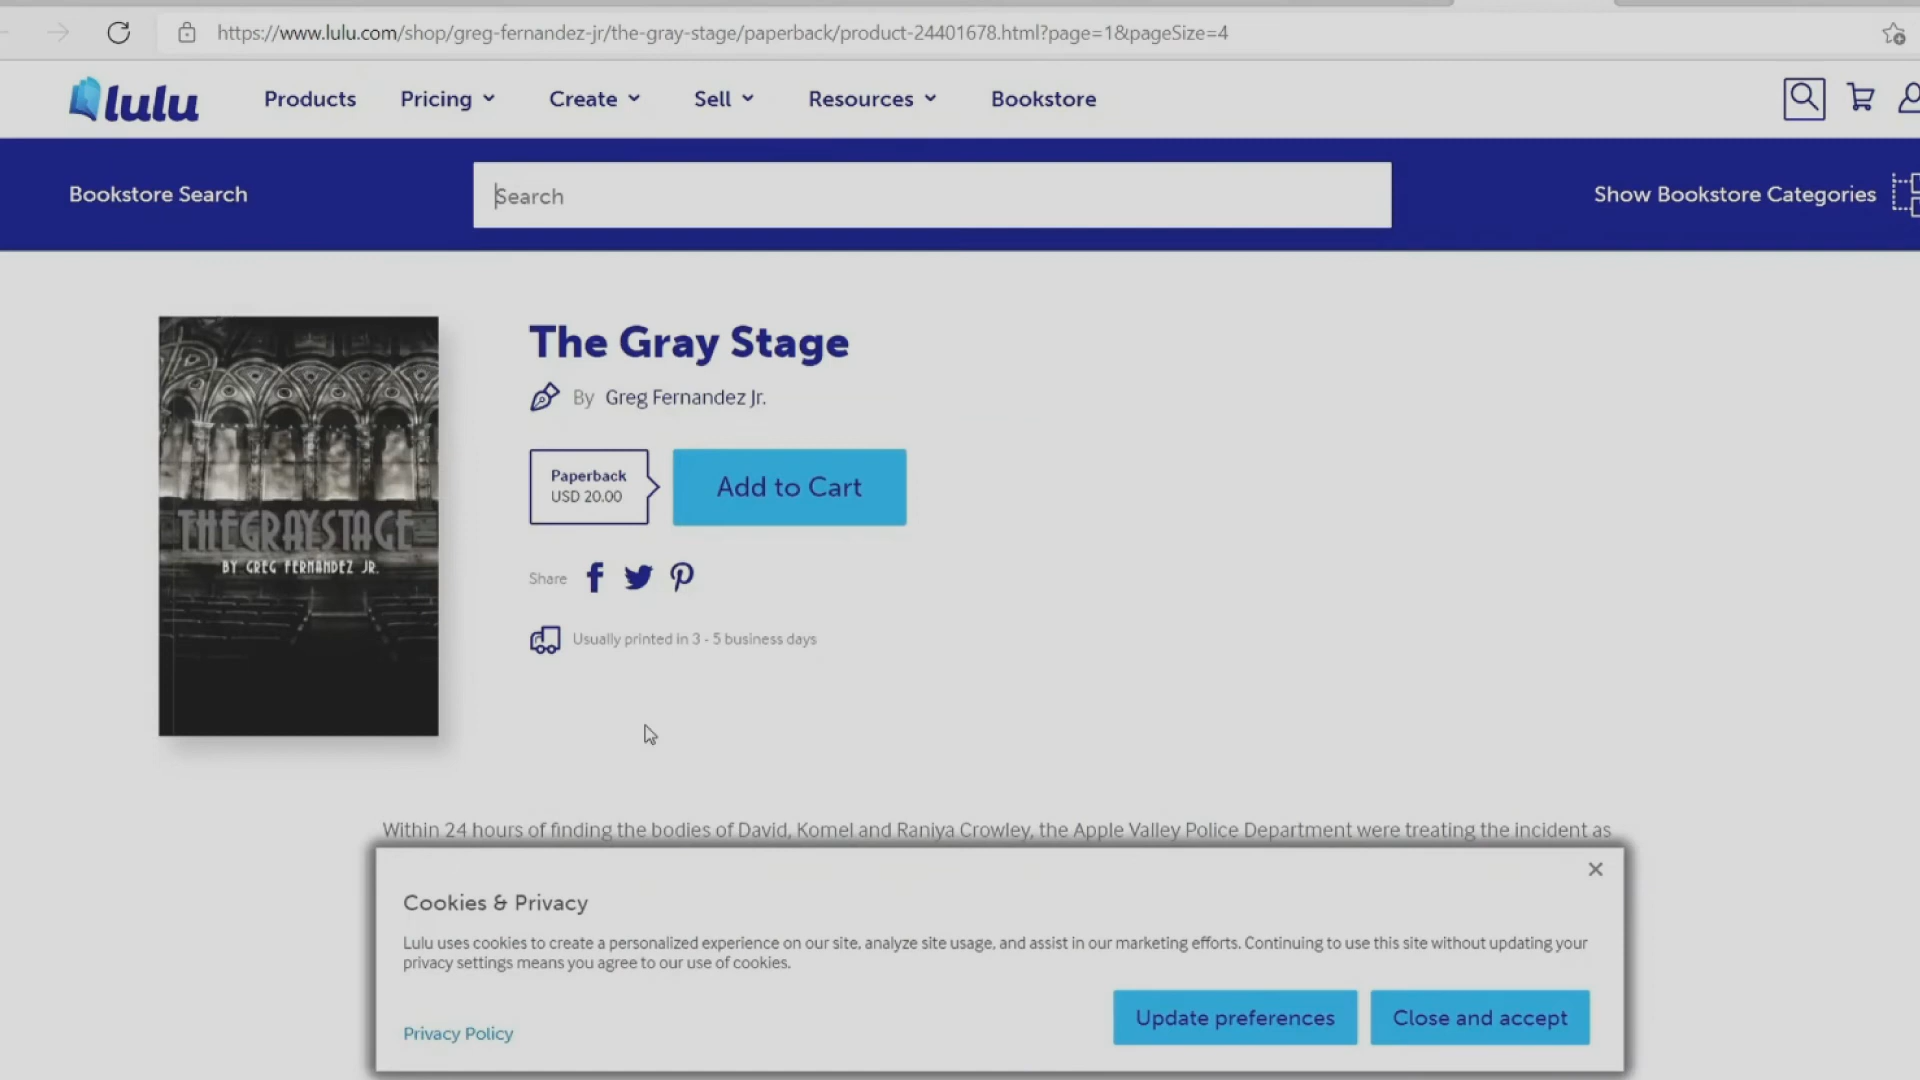 https://www.lulu.com/shop/greg-fernandez-jr/the-gray-stage/paperback/product-24401678.html?page=1&pageSize=4
lulu Products Pricing Create Sell Resources Bookstore
Bookstore Search Search Show Bookstore Categories
The Gray Stage
By Greg Fernandez Jr.
Paperback
USD 20.00
Add to Cart
THE GRAY STAGE
BY GREG FERNANDEZ JR.
Share
Usually printed in 3 - 5 business days
Within 24 hours of finding the bodies of David, Komel and Raniya Crowley, the Apple Valley Police Department were treating the incident as
Cookies & Privacy
Lulu uses cookies to create a personalized experience on our site, analyze site usage, and assist in our marketing efforts. Continuing to use this site without updating your
privacy settings means you agree to our use of cookies.
Privacy Policy
Update preferences
Close and accept